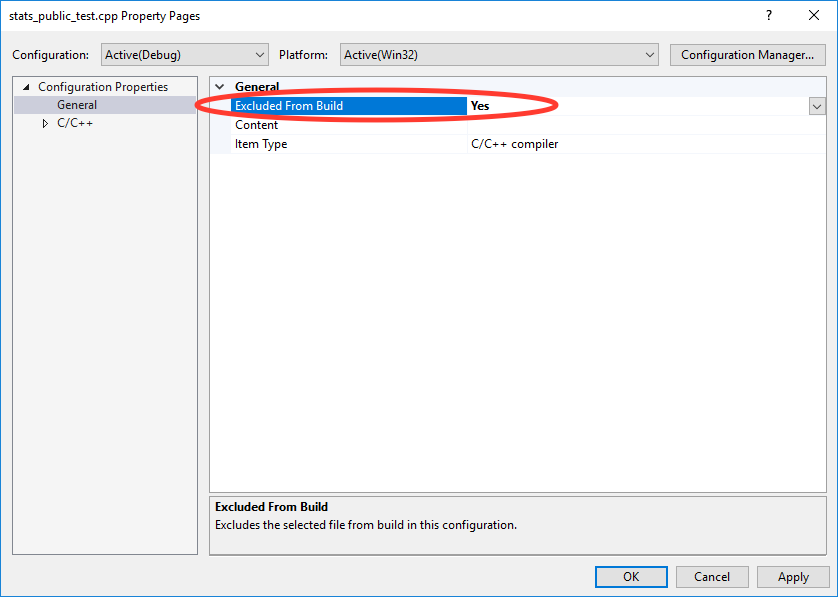 stats_public_test.cpp Property Pages
?
Configuration: Active(Debug) Platform: Active(Win32) Configuration Manager...
Configuration Properties
General
C/C++
General
Excluded From Build Yes
Content
Item Type C/C++ compiler
Excluded From Build
Excludes the selected file from build in this configuration.
OK Cancel Apply